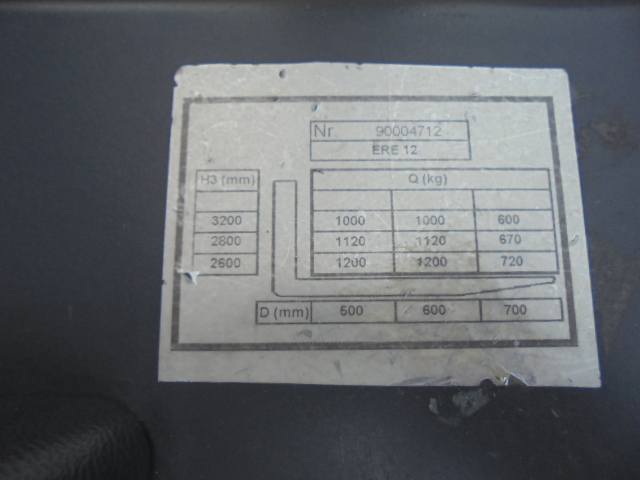 Nr. 90004712
ERE 12
H3 (mm) Q (kg)
3200 1000 1000 600
2800 1120 1120 670
2600 1200 1200 720
D (mm) 500 600 700